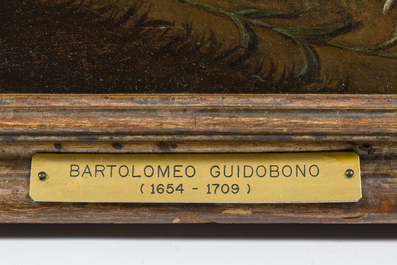 BARTOLOMEO GUIDOBONO
( 1654 - 1709 )